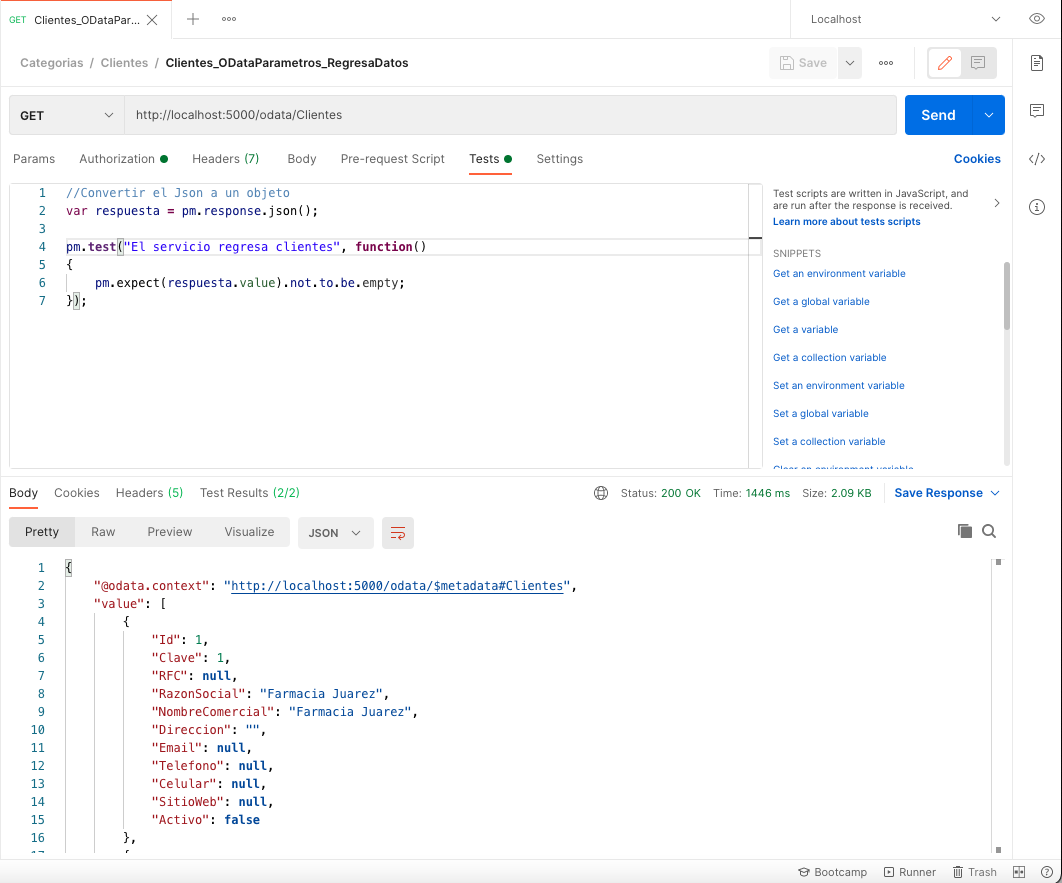 GET Clientes_ODataPar...
Localhost
Categorias / Clientes / Clientes_ODataParametros_RegresaDatos
Save
GET
http://localhost:5000/odata/Clientes
Send
Params Authorization Headers (7) Body Pre-request Script Tests Settings
Cookies
1 //Convertir el Json a un objeto
2 var respuesta = pm.response.json();
3
4 pm.test("El servicio regresa clientes", function()
5 {
6 pm.expect(respuesta.value).not.to.be.empty;
7 });
Test scripts are written in JavaScript, and
are run after the response is received.
Learn more about tests scripts
SNIPPETS
Get an environment variable
Get a global variable
Get a variable
Get a collection variable
Set an environment variable
Set a global variable
Set a collection variable
Clear an environment variable
Body Cookies Headers (5) Test Results (2/2)
Status: 200 OK Time: 1446 ms Size: 2.09 KB
Save Response
Pretty Raw Preview Visualize JSON
1 {
2 "@odata.context": "http://localhost:5000/odata/$metadata#Clientes",
3 "value": [
4 {
5 "Id": 1,
6 "Clave": 1,
7 "RFC": null,
8 "RazonSocial": "Farmacia Juarez",
9 "NombreComercial": "Farmacia Juarez",
10 "Direccion": "",
11 "Email": null,
12 "Telefono": null,
13 "Celular": null,
14 "SitioWeb": null,
15 "Activo": false
16 },
17 {
Bootcamp Runner Trash